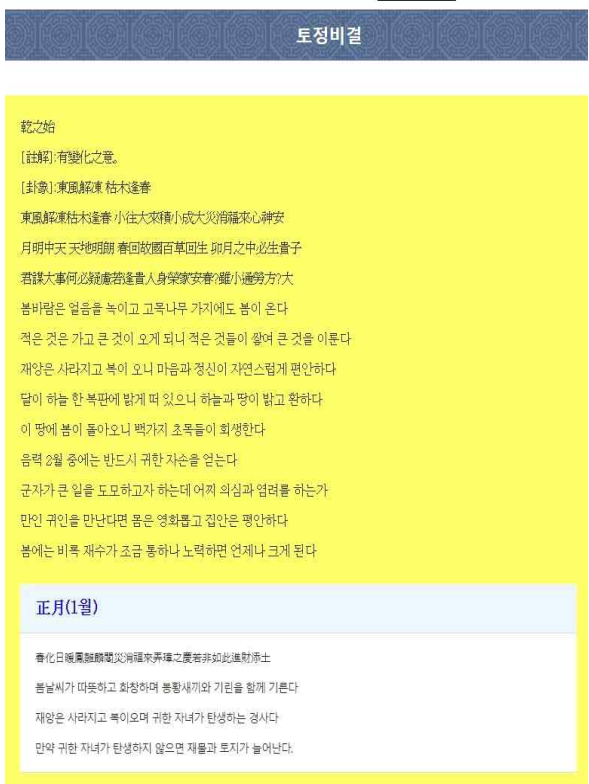 토정비결
乾之始
[註解]:有變化之意。
[卦象]:東風解凍 枯木逢春
東風解凍枯木逢春 小往大來積小成大災消福來心神安
月明中天 天地明朗 春回故國百草回生 卯月之中必生貴子
君謀大事何必疑慮若逢貴人身榮家安春?雖小通勞方?大
봄바람은 얼음을 녹이고 고목나무 가지에도 봄이 온다
적은 것은 가고 큰 것이 오게 되니 적은 것들이 쌓여 큰 것을 이룬다
재앙은 사라지고 복이 오니 마음과 정신이 자연스럽게 편안하다
달이 하늘 한 복판에 밝게 떠 있으니 하늘과 땅이 밝고 환하다
이 땅에 봄이 돌아오니 백가지 초목들이 회생한다
음력 2월 중에는 반드시 귀한 자손을 얻는다
군자가 큰 일을 도모하고자 하는데 어찌 의심과 염려를 하는가
만인 귀인을 만난다면 몸은 영화롭고 집안은 평안하다
봄에는 비록 재수가 조금 통하나 노력하면 언제나 크게 된다
正月(1월)
春化日暖鳳雛麟閣災消福來弄璋之慶若非如此進財添土
봄날씨가 따뜻하고 화창하며 봉황새끼와 기린을 함께 기른다
재앙은 사라지고 복이오며 귀한 자녀가 탄생하는 경사다
만약 귀한 자녀가 탄생하지 않으면 재물과 토지가 늘어난다.